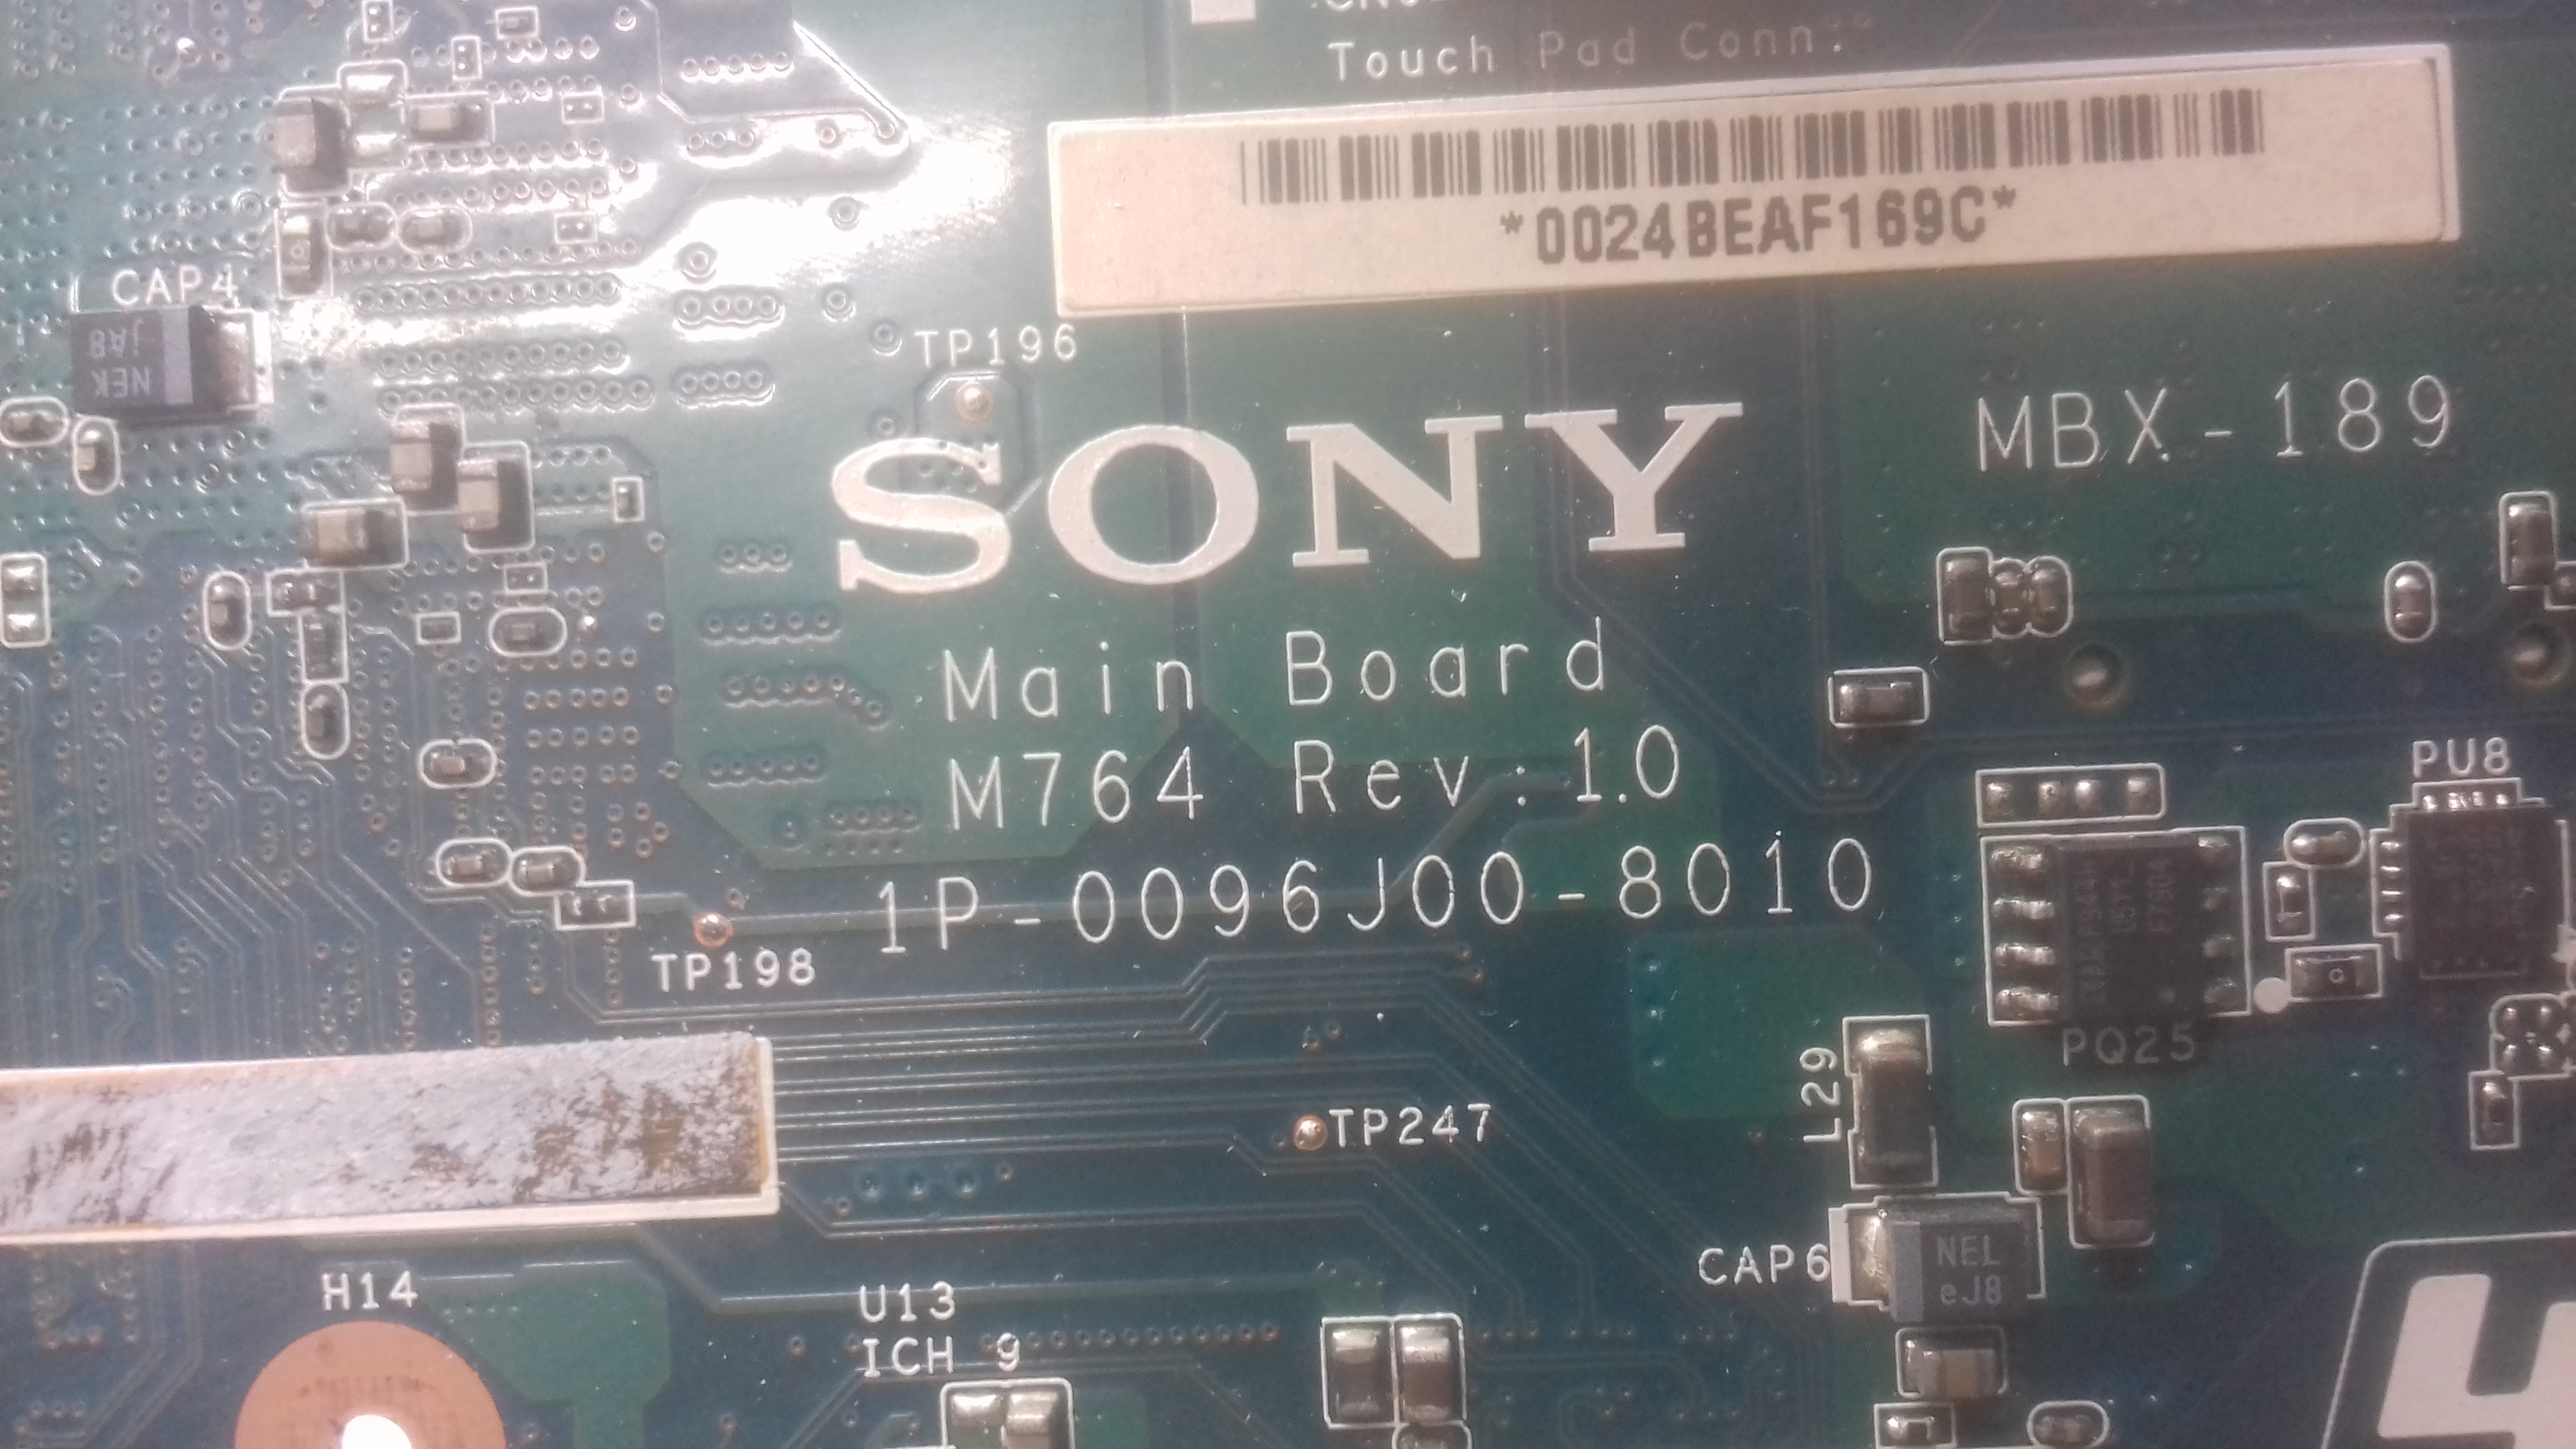 Touch Pad Conn.
*0024BEAF169C*
CAP4
NEK
jA8
TP196
SONY
MBX-189
Main Board
M764 Rev: 1.0
1P-0096J00-8010
PU8
TP198
PQ25
L29
TP247
CAP6
NEL
eJ8
H14
U13
ICH 9
4